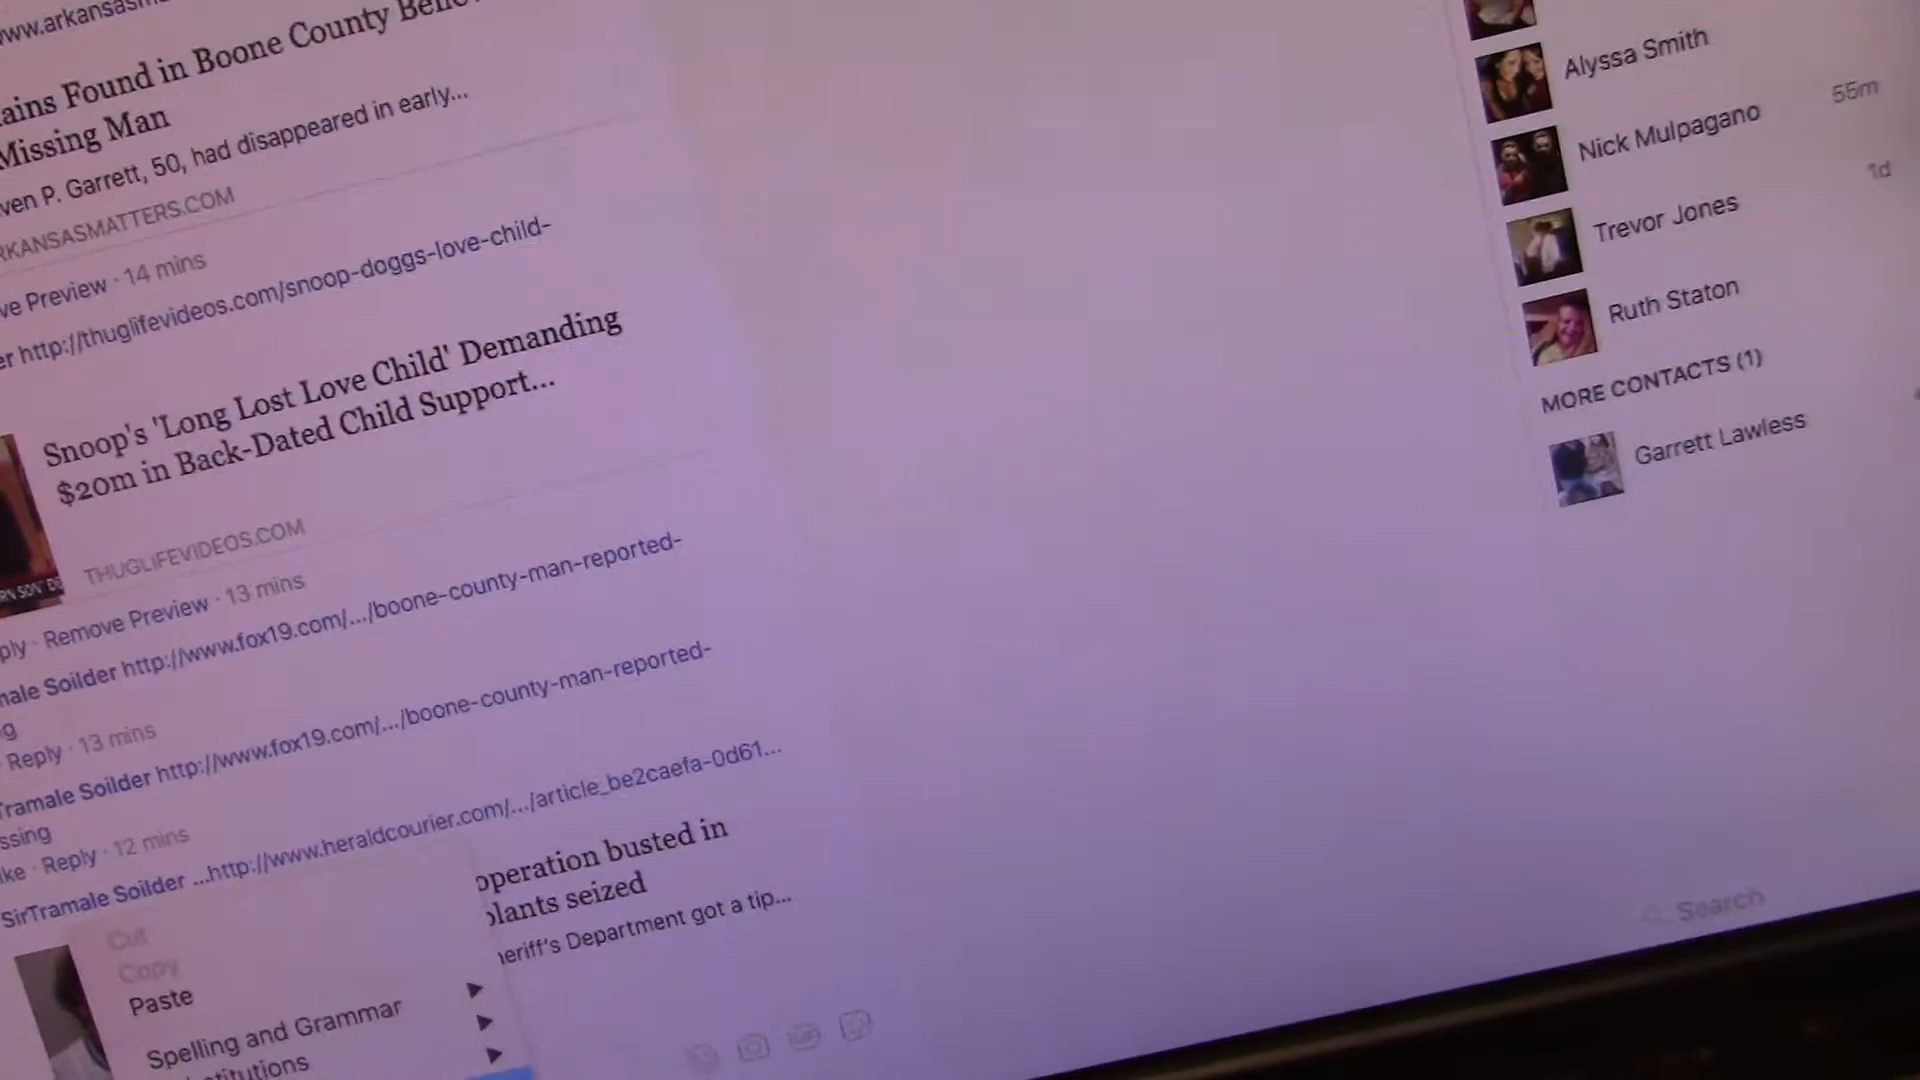 www.arkansasm
ains Found in Boone County
Missing Man
ven P. Garrett, 50, had disappeared in early...
RKANSASMATTERS.COM
ve Preview · 14 mins
er http://thuglifevideos.com/snoop-doggs-love-child-
Snoop's 'Long Lost Love Child' Demanding
$20m in Back-Dated Child Support...
THUGLIFEVIDEOS.COM
ply · Remove Preview · 13 mins
male Soilder http://www.fox19.com/.../boone-county-man-reported-
g
Reply · 13 mins
Tramale Soilder http://www.fox19.com/.../boone-county-man-reported-
ssing
ike · Reply · 12 mins
SirTramale Soilder ...http://www.heraldcourier.com/.../article_be2caefa-0d61...
operation busted in
plants seized
heriff's Department got a tip...
Cut
Copy
Paste
Spelling and Grammar
stitutions
Alyssa Smith
Nick Mulpagano 55m
Trevor Jones 1d
Ruth Staton
MORE CONTACTS (1)
Garrett Lawless
Search